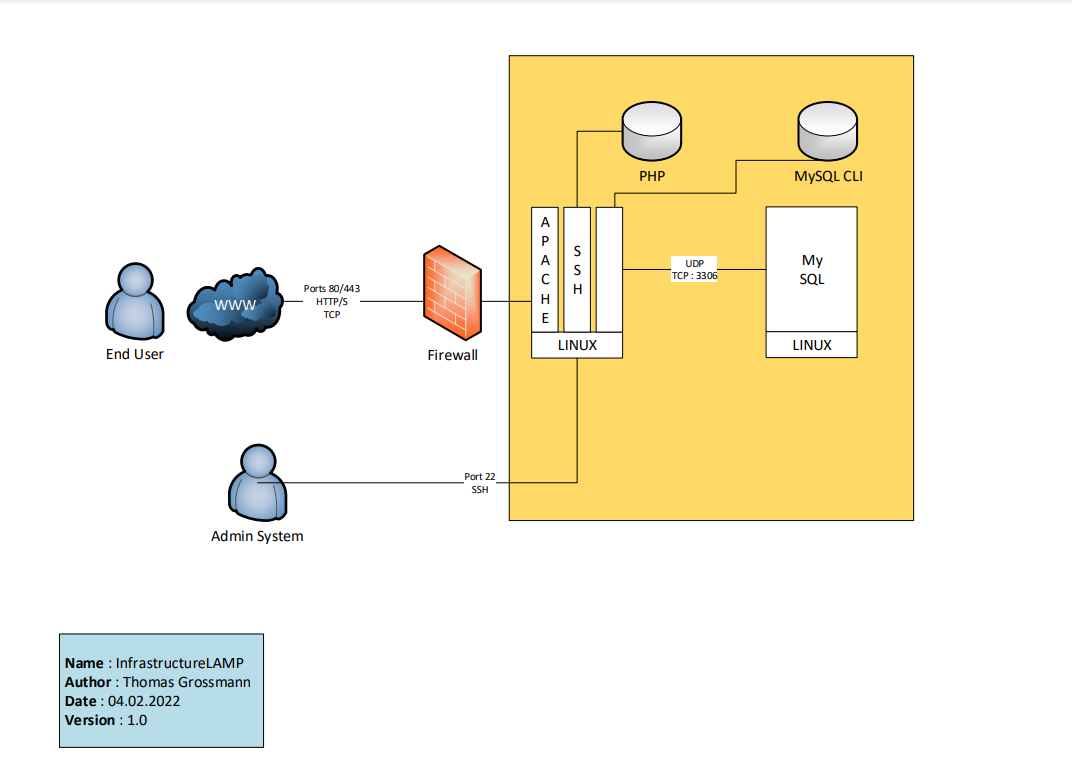 PHP
MySQL CLI
A
P
A
C
H
E
S
S
H
LINUX
UDP
TCP : 3306
My
SQL
LINUX
WWW
Ports 80/443
HTTP/S
TCP
End User
Firewall
Port 22
SSH
Admin System
Name : InfrastructureLAMP
Author : Thomas Grossmann
Date : 04.02.2022
Version : 1.0